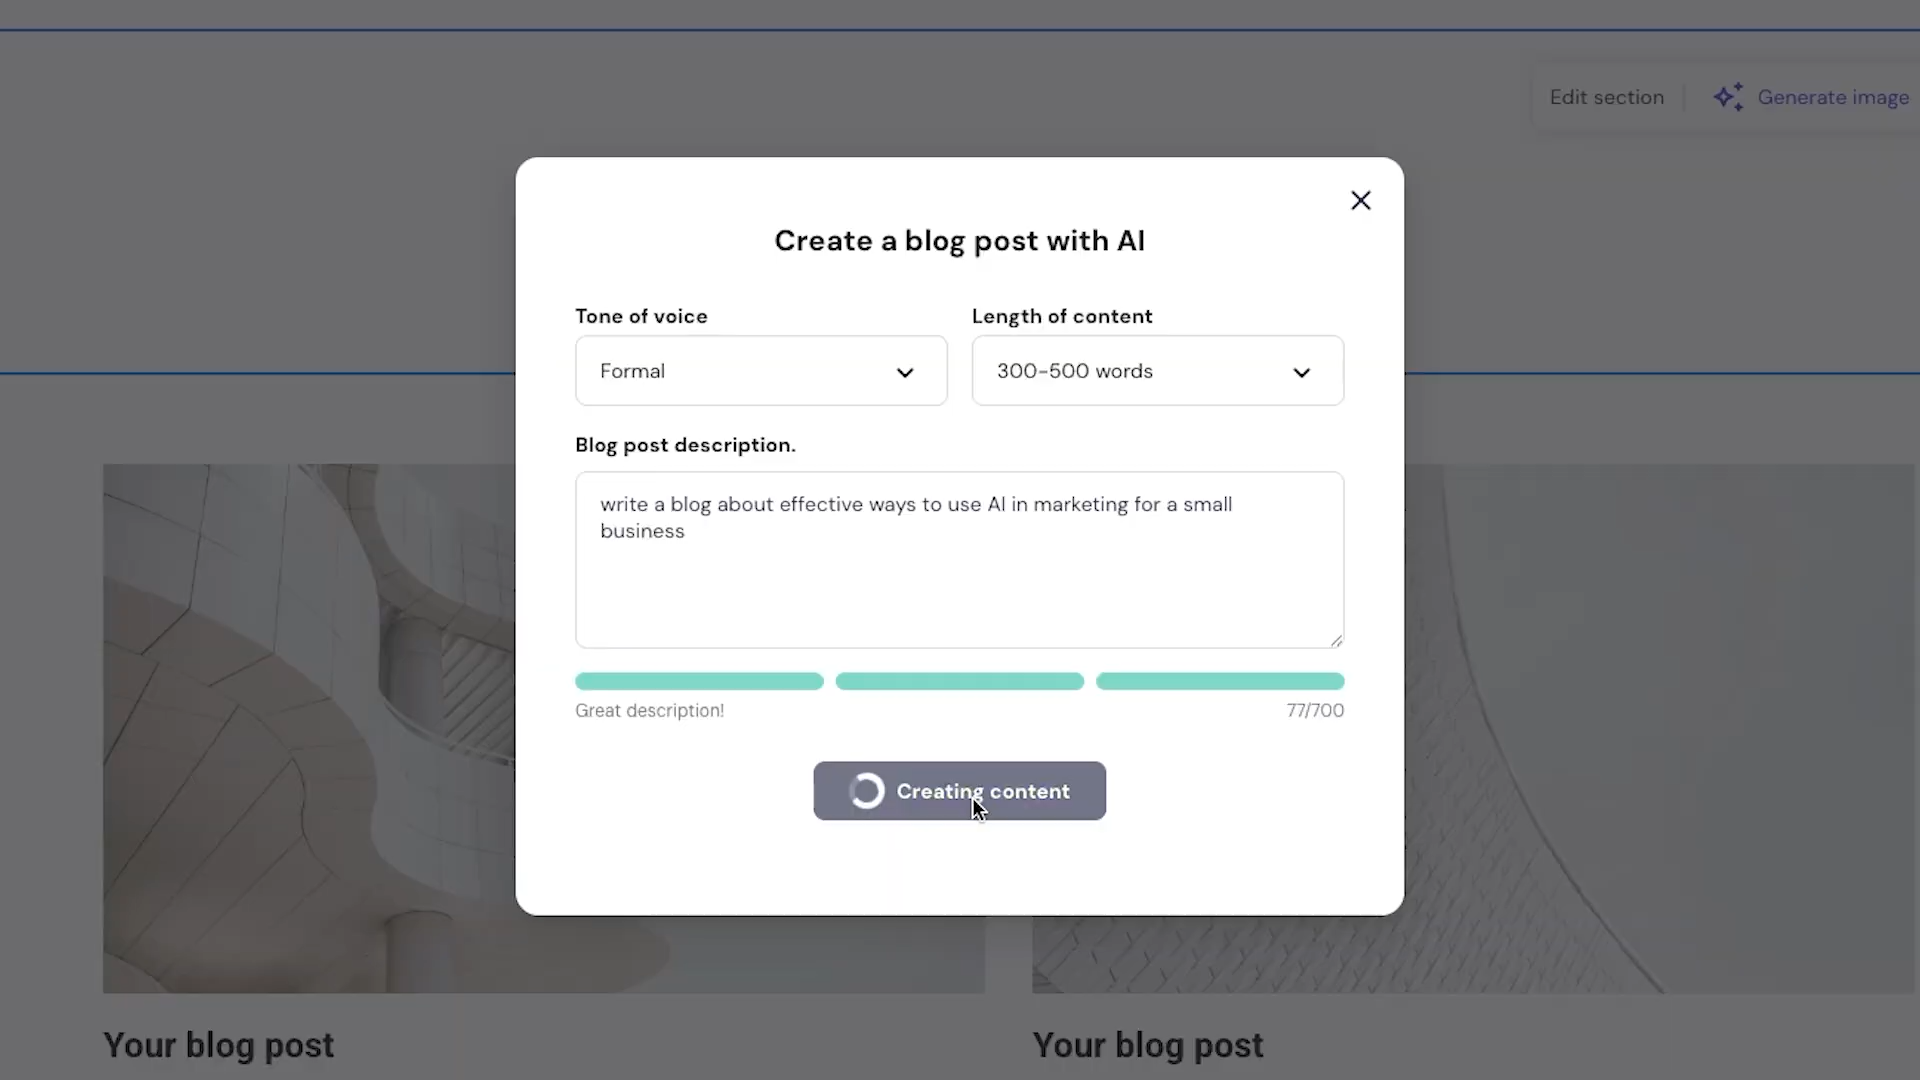 Edit section
Generate image
Create a blog post with AI
Tone of voice
Length of content
Formal
300-500 words
Blog post description.
write a blog about effective ways to use AI in marketing for a small
business
Great description!
77/700
Creating content
Your blog post
Your blog post